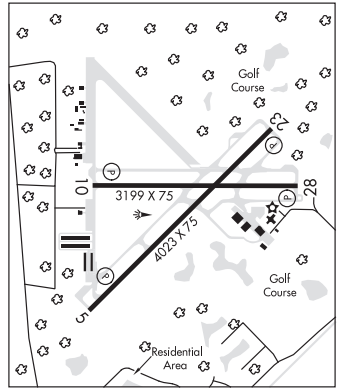 Golf
Course
23
P
P
10
3199 X 75
P
28
4023 X 75
P
5
Golf
Course
Residential
Area